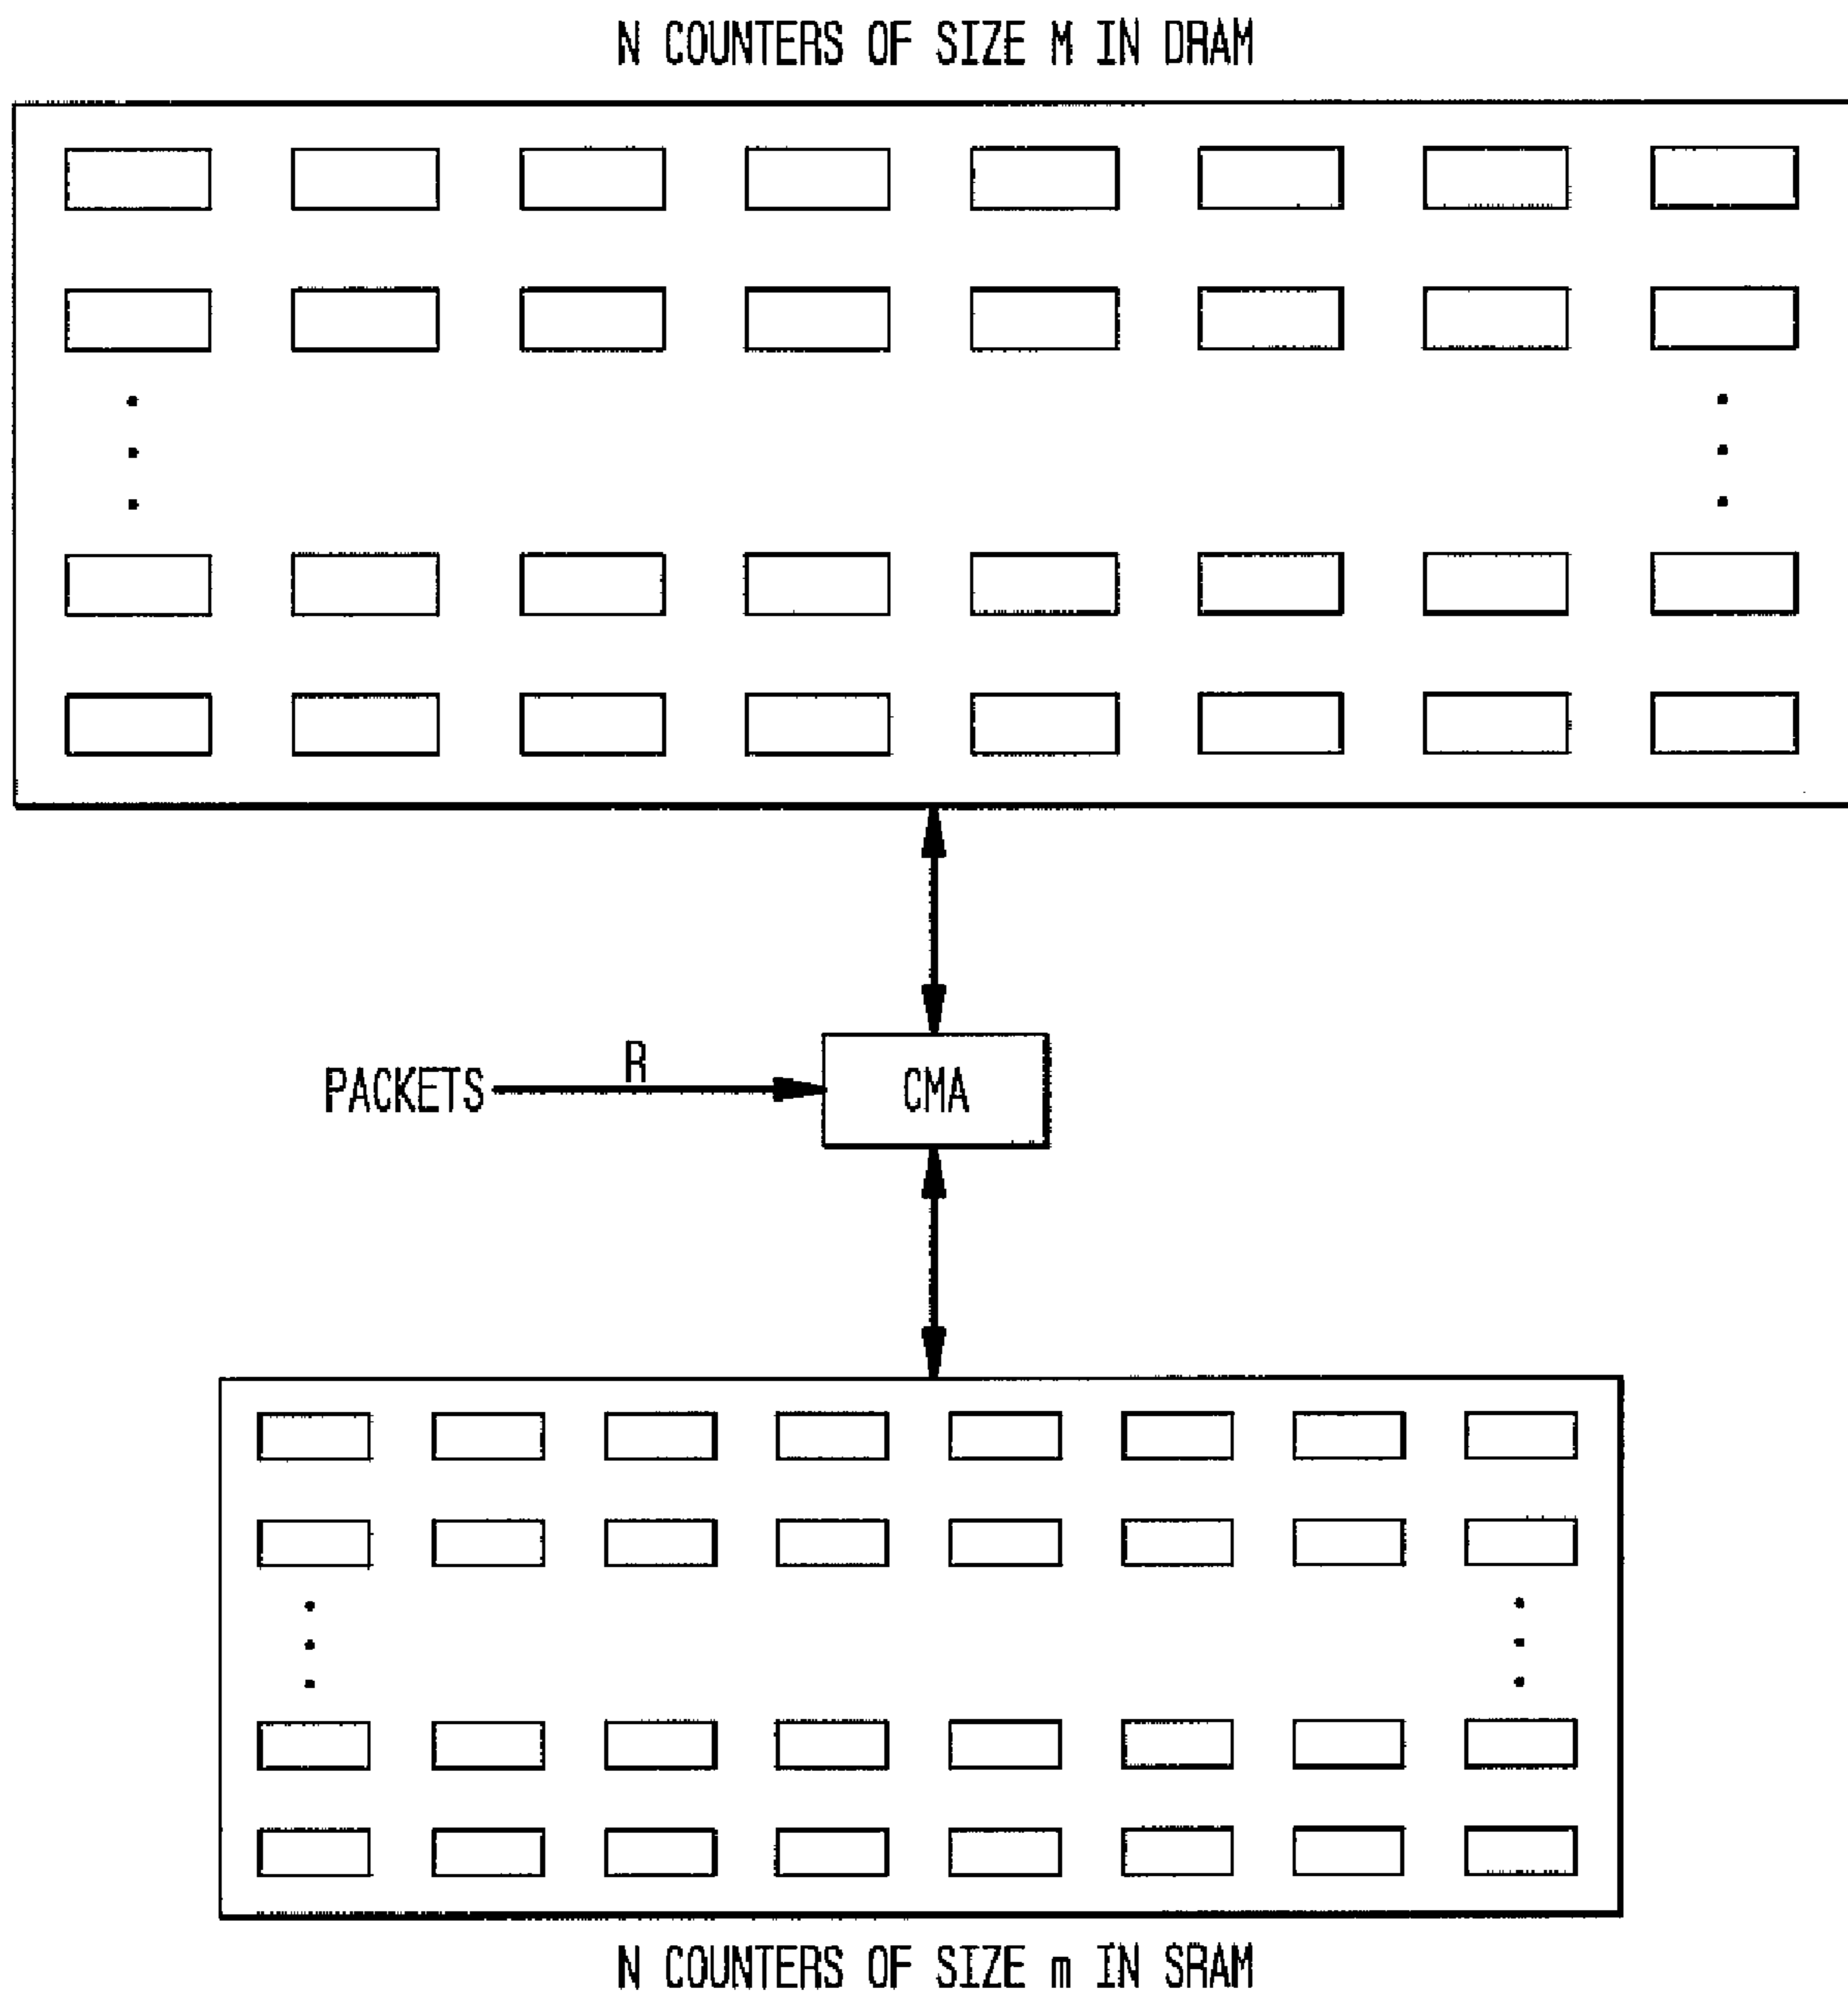 N COUNTERS OF SIZE M IN DRAM
R
PACKETS
CMA
N COUNTERS OF SIZE m IN SRAM